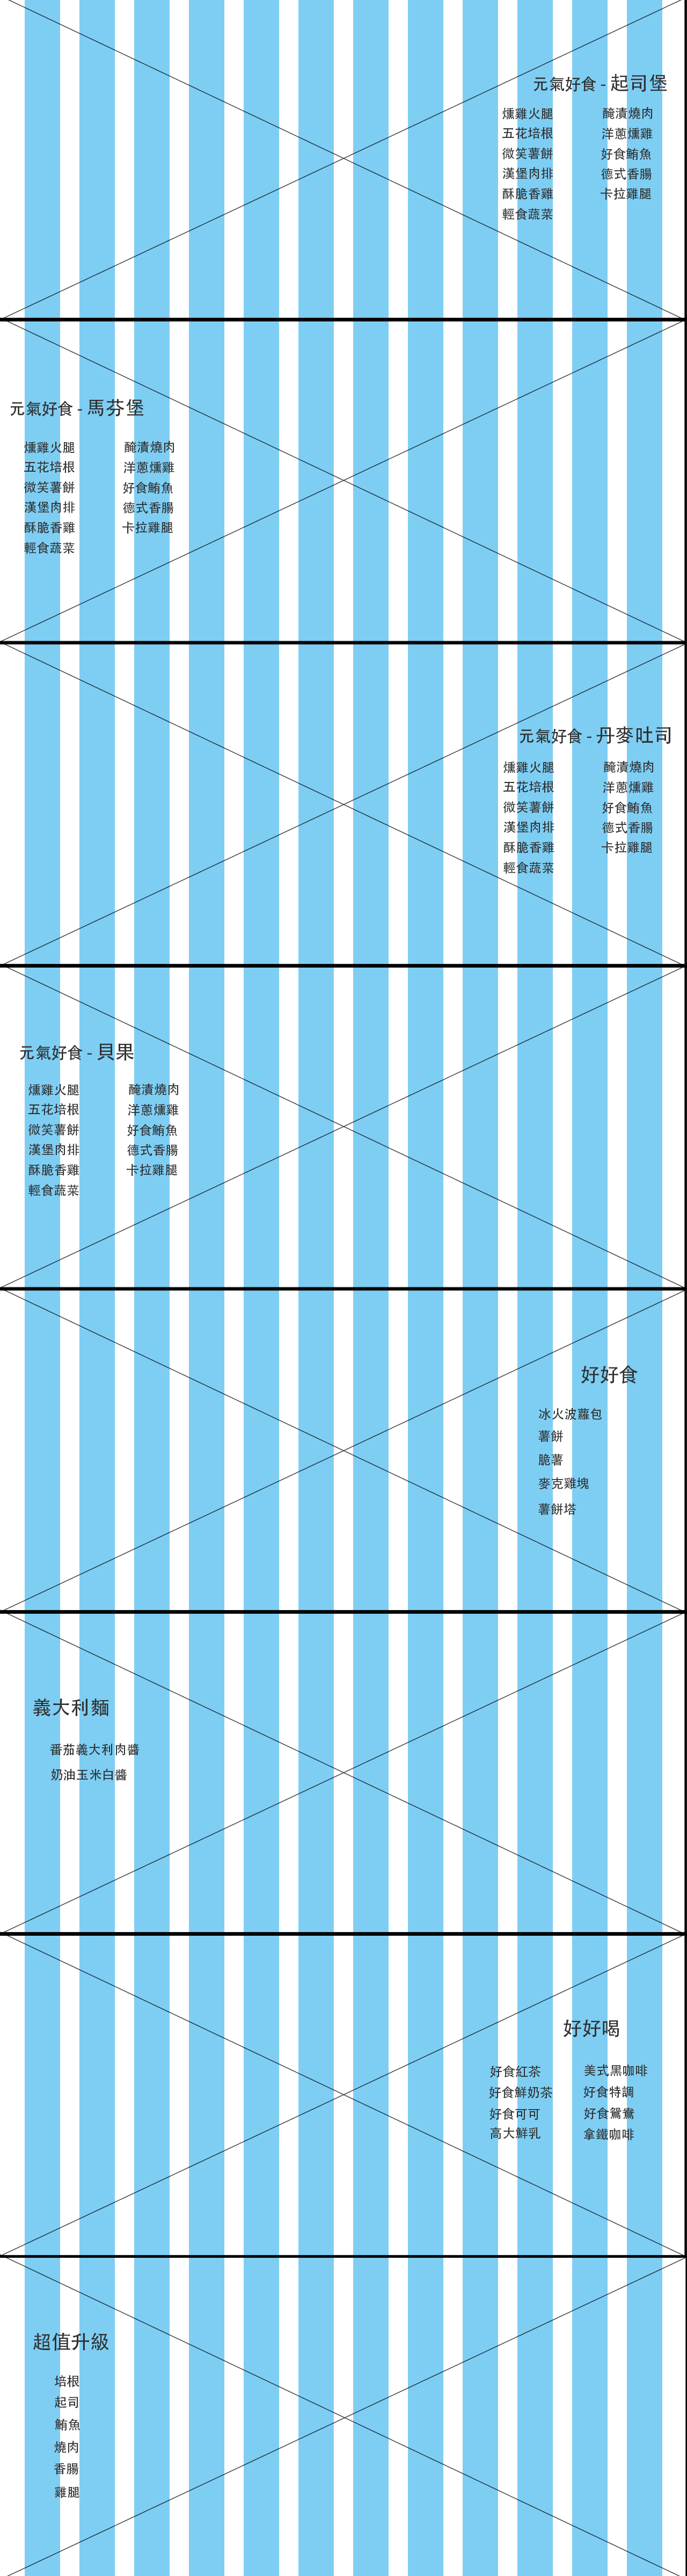 元氣好食 - 起司堡
燻雞火腿
五花培根
微笑薯餅
漢堡肉排
酥脆香雞
輕食蔬菜
醃漬燒肉
洋蔥燻雞
好食鮪魚
德式香腸
卡拉雞腿
元氣好食 - 馬芬堡
燻雞火腿
五花培根
微笑薯餅
漢堡肉排
酥脆香雞
輕食蔬菜
醃漬燒肉
洋蔥燻雞
好食鮪魚
德式香腸
卡拉雞腿
元氣好食 - 丹麥吐司
燻雞火腿
五花培根
微笑薯餅
漢堡肉排
酥脆香雞
輕食蔬菜
醃漬燒肉
洋蔥燻雞
好食鮪魚
德式香腸
卡拉雞腿
元氣好食 - 貝果
燻雞火腿
五花培根
微笑薯餅
漢堡肉排
酥脆香雞
輕食蔬菜
醃漬燒肉
洋蔥燻雞
好食鮪魚
德式香腸
卡拉雞腿
好好食
冰火波蘿包
薯餅
脆薯
麥克雞塊
薯餅塔
義大利麵
番茄義大利肉醬
奶油玉米白醬
好好喝
好食紅茶
好食鮮奶茶
好食可可
高大鮮乳
美式黑咖啡
好食特調
好食鴛鴦
拿鐵咖啡
超值升級
培根
起司
鮪魚
燒肉
香腸
雞腿